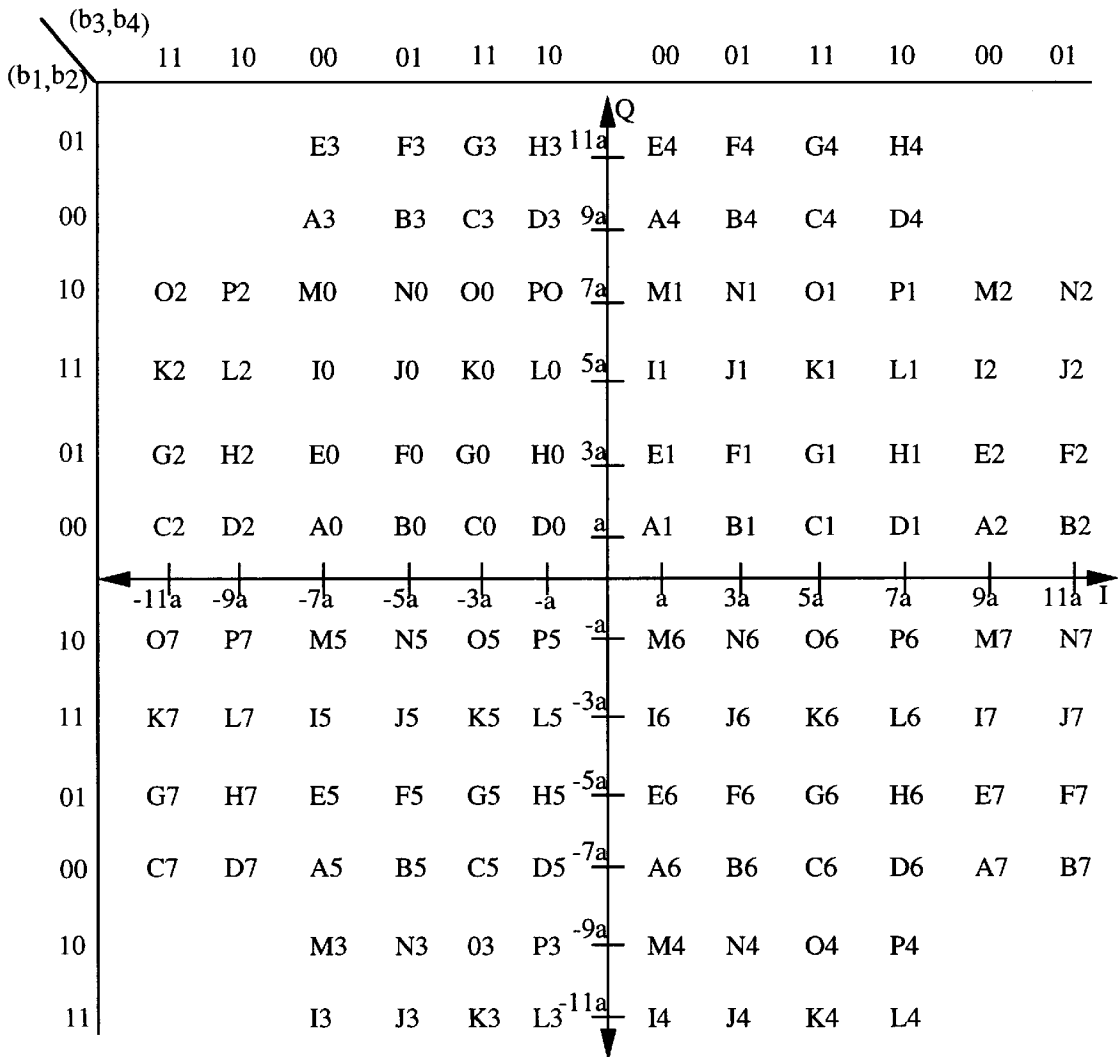 (b3,b4)
11 10 00 01 11 10 00 01 11 10 00 01
(b1,b2)
Q
01 E3 F3 G3 H3 11a E4 F4 G4 H4
00 A3 B3 C3 D3 9a A4 B4 C4 D4
10 O2 P2 M0 N0 O0 PO 7a M1 N1 O1 P1 M2 N2
11 K2 L2 I0 J0 K0 L0 5a I1 J1 K1 L1 I2 J2
01 G2 H2 E0 F0 G0 H0 3a E1 F1 G1 H1 E2 F2
00 C2 D2 A0 B0 C0 D0 a A1 B1 C1 D1 A2 B2
-11a -9a -7a -5a -3a -a a 3a 5a 7a 9a 11a I
10 O7 P7 M5 N5 O5 P5 -a M6 N6 O6 P6 M7 N7
11 K7 L7 I5 J5 K5 L5 -3a I6 J6 K6 L6 I7 J7
01 G7 H7 E5 F5 G5 H5 -5a E6 F6 G6 H6 E7 F7
00 C7 D7 A5 B5 C5 D5 -7a A6 B6 C6 D6 A7 B7
10 M3 N3 03 P3 -9a M4 N4 O4 P4
11 I3 J3 K3 L3 -11a I4 J4 K4 L4